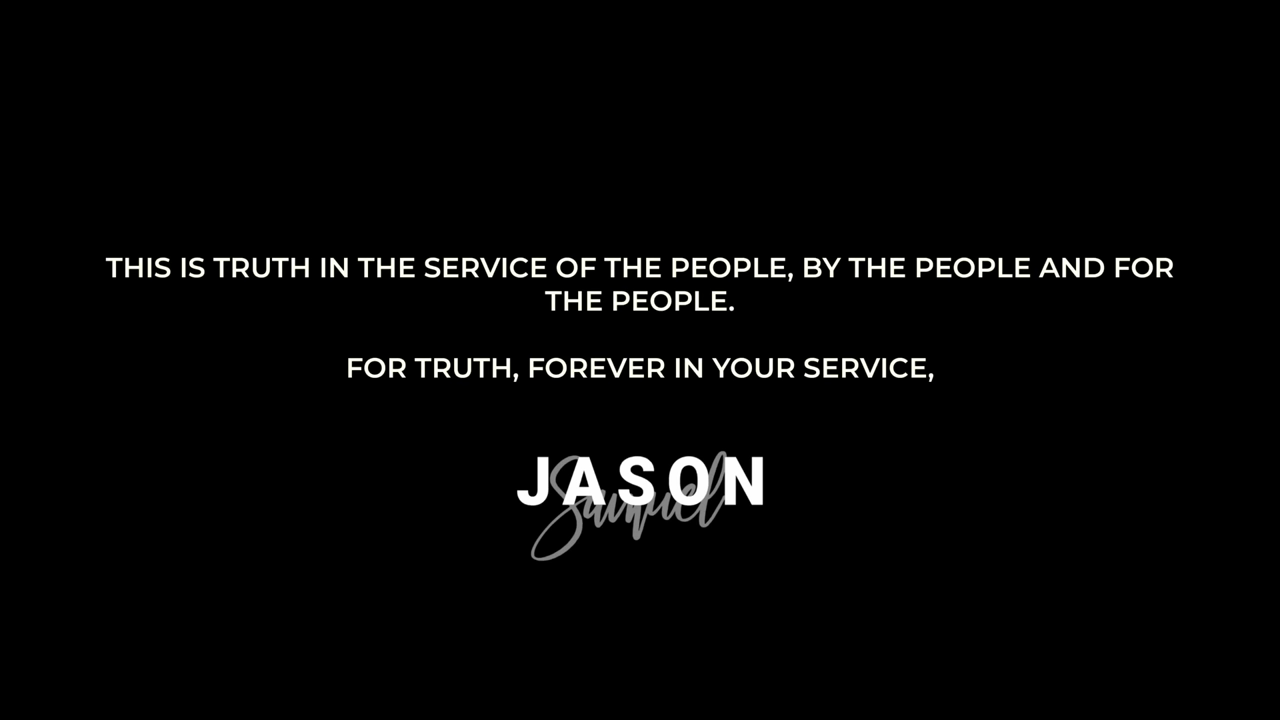 THIS IS TRUTH IN THE SERVICE OF THE PEOPLE, BY THE PEOPLE AND FOR
THE PEOPLE.
FOR TRUTH, FOREVER IN YOUR SERVICE,
JASON
Samuel